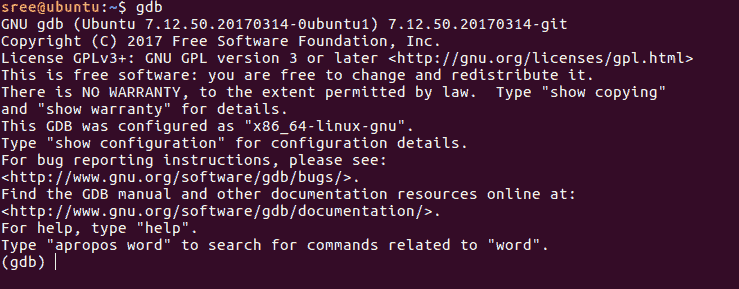 sree@ubuntu:~$ gdb
GNU gdb (Ubuntu 7.12.50.20170314-0ubuntu1) 7.12.50.20170314-git
Copyright (C) 2017 Free Software Foundation, Inc.
License GPLv3+: GNU GPL version 3 or later <http://gnu.org/licenses/gpl.html>
This is free software: you are free to change and redistribute it.
There is NO WARRANTY, to the extent permitted by law.  Type "show copying"
and "show warranty" for details.
This GDB was configured as "x86_64-linux-gnu".
Type "show configuration" for configuration details.
For bug reporting instructions, please see:
<http://www.gnu.org/software/gdb/bugs/>.
Find the GDB manual and other documentation resources online at:
<http://www.gnu.org/software/gdb/documentation/>.
For help, type "help".
Type "apropos word" to search for commands related to "word".
(gdb)